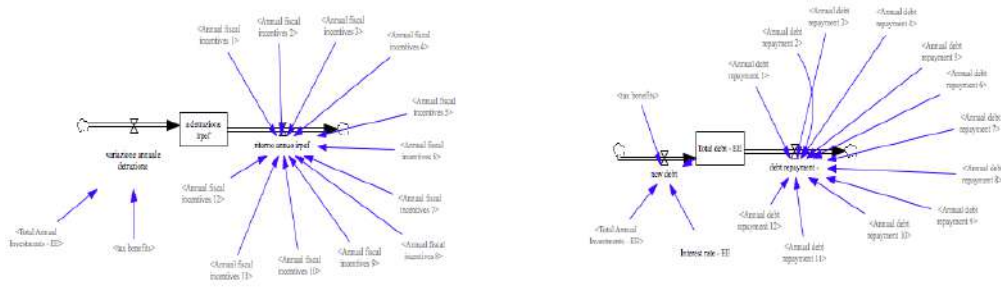 <Annual fiscal
incentives 1>
<Annual fiscal
incentives 2>
<Annual fiscal
incentives 3>
<Annual fiscal
incentives 4>
<Annual fiscal
incentives 5>
<Annual fiscal
incentives 6>
<Annual fiscal
incentives 7>
<Annual fiscal
incentives 8>
<Annual fiscal
incentives 9>
<Annual fiscal
incentives 10>
<Annual fiscal
incentives 11>
<Annual fiscal
incentives 12>
detrazione
irpef
variazione annuale
detrazione
ritorno annuo irpef
<Total Annual
Investments - EE>
<tax benefits>
<Annual debt
repayment 1>
<Annual debt
repayment 2>
<Annual debt
repayment 3>
<Annual debt
repayment 4>
<Annual debt
repayment 5>
<Annual debt
repayment 6>
<Annual debt
repayment 7>
<Annual debt
repayment 8>
<Annual debt
repayment 9>
<Annual debt
repayment 10>
<Annual debt
repayment 11>
<Annual debt
repayment 12>
<tax benefits>
Total debt - EE
new debt
debt repayment -
<Total Annual
Investments - EE>
Interest rate - EE